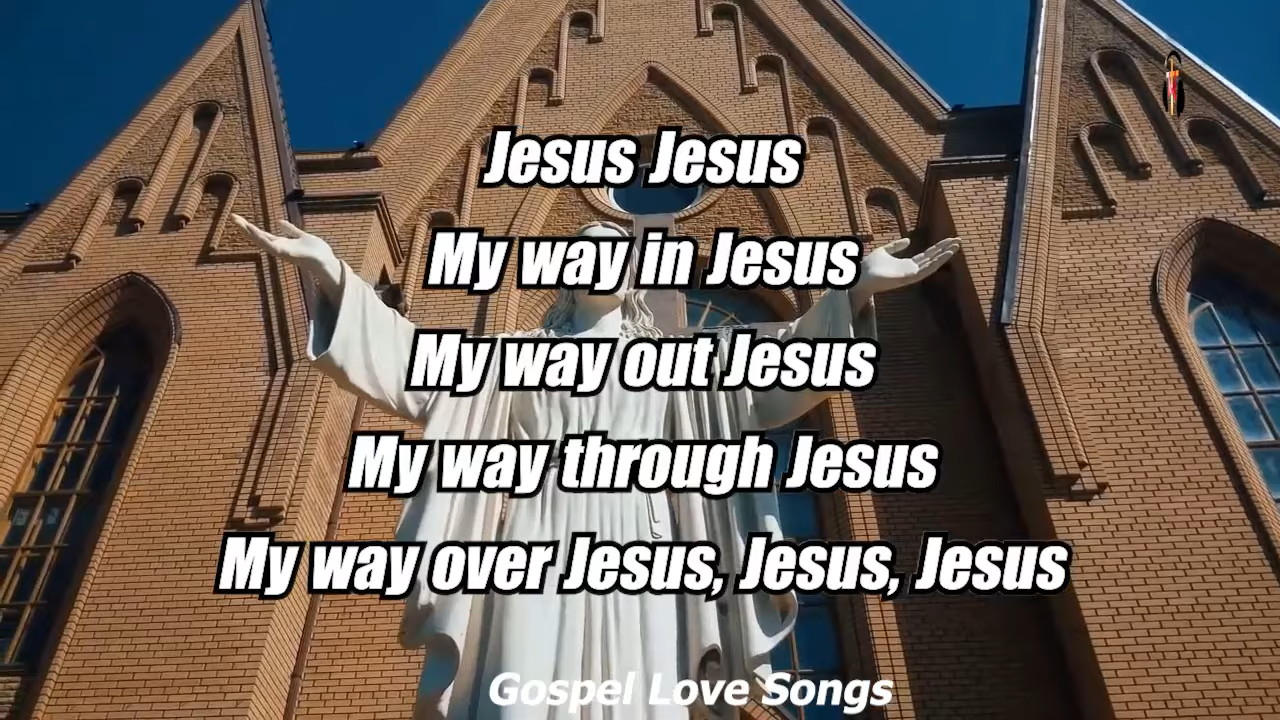 Jesus Jesus
My way in Jesus
My way out Jesus
My way through Jesus
My way over Jesus, Jesus, Jesus
Gospel Love Songs